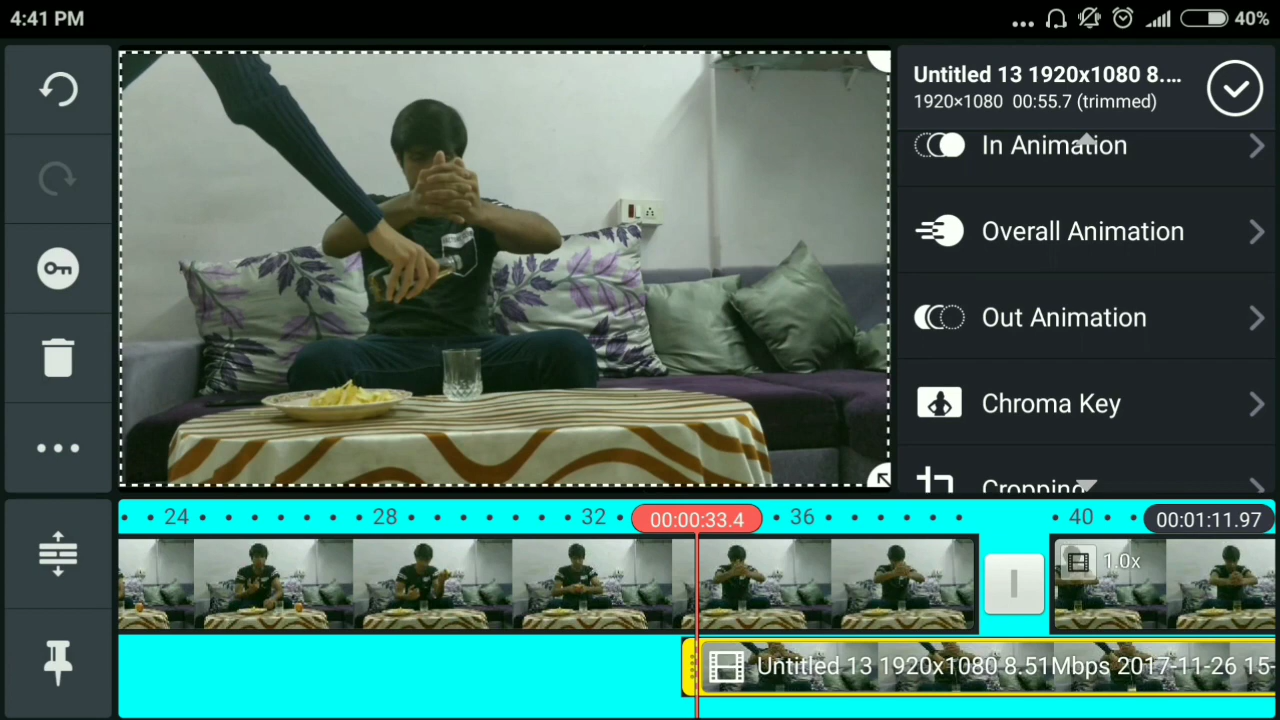 4:41 PM
40%
Untitled 13 1920x1080 8....
1920×1080 00:55.7 (trimmed)
In Animation
Overall Animation
Out Animation
Chroma Key
Cropping
24
28
32
00:00:33.4
36
40
00:01:11.97
1.0x
Untitled 13 1920x1080 8.51Mbps 2017-11-26 15-